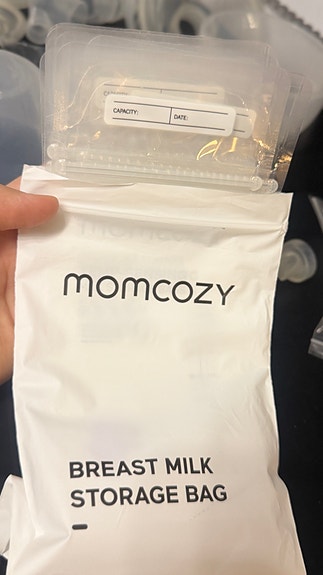 CAPACITY:
DATE:
momcozy
BREAST MILK
STORAGE BAG